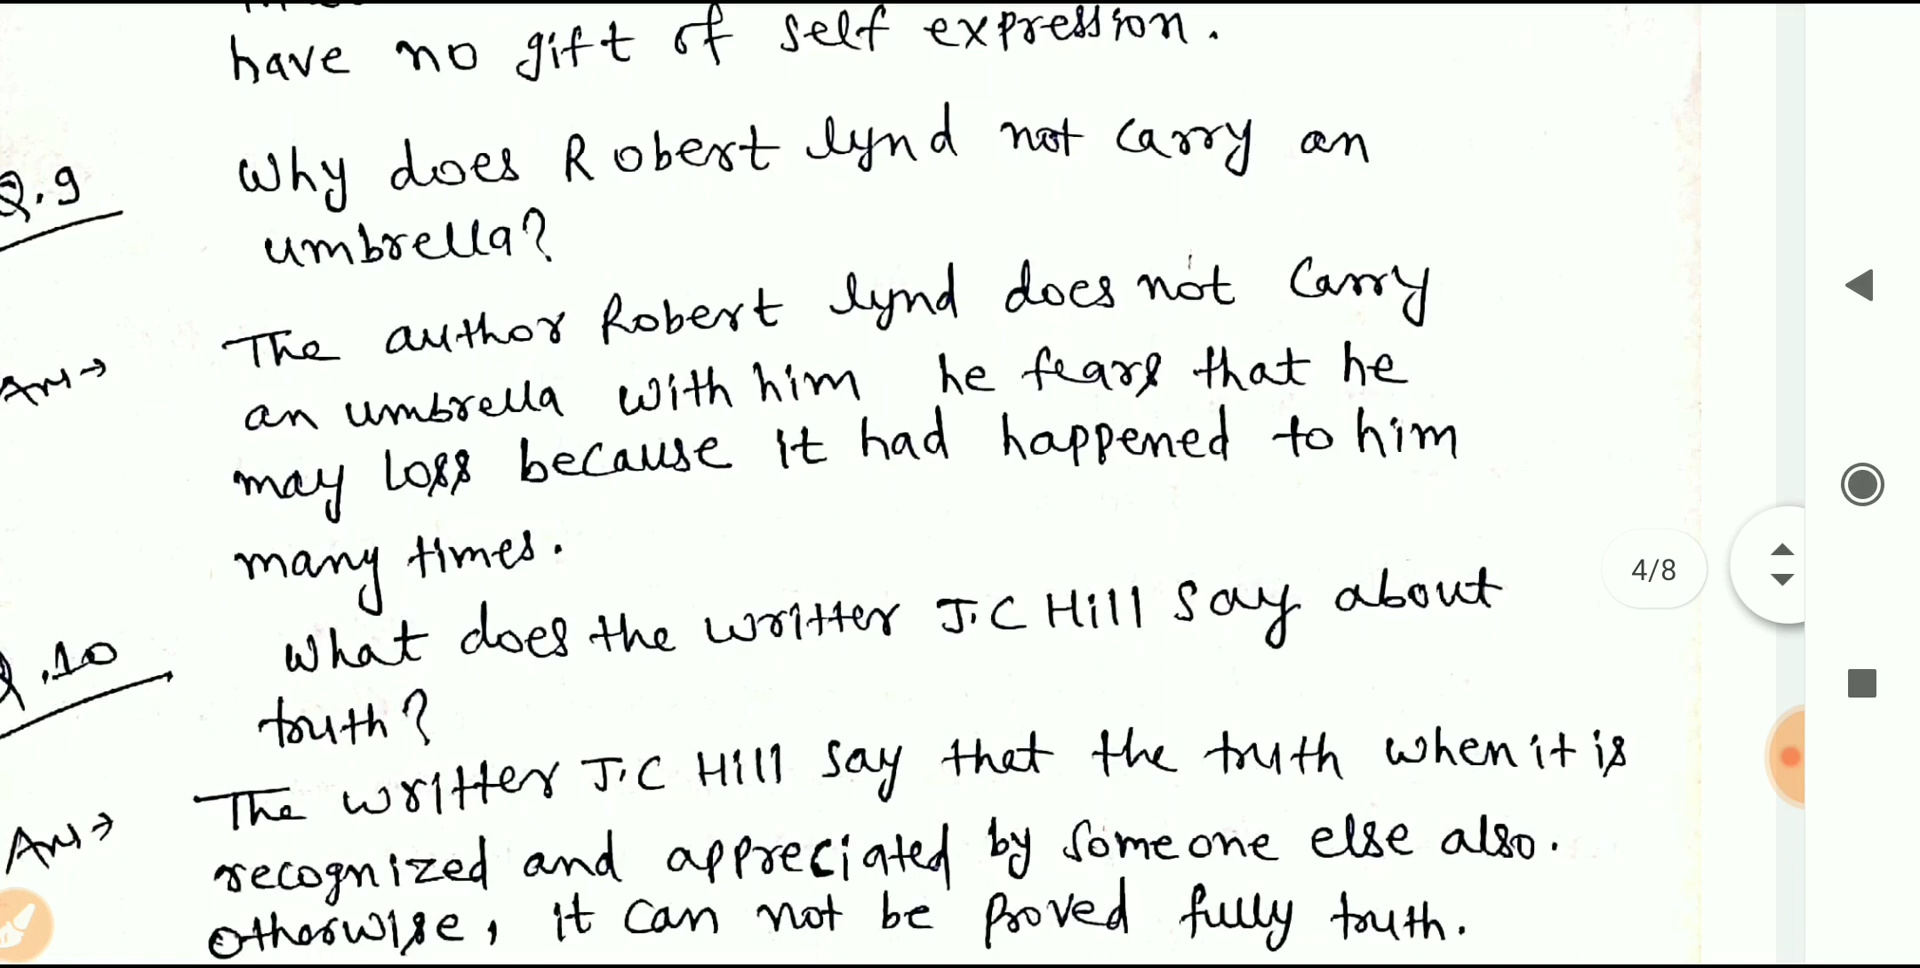 have no gift of self expression.
Q.9 Why does Robert lynd not carry an
umbrella?
Ans→ The author Robert lynd does not carry
an umbrella with him he fears that he
may loss because it had happened to him
many times.
Q.10 What does the writter J.C Hill say about
truth?
Ans→ The writter J.C Hill say that the truth when it is
recognized and appreciated by someone else also.
otherwise, it can not be proved fully truth.
4/8